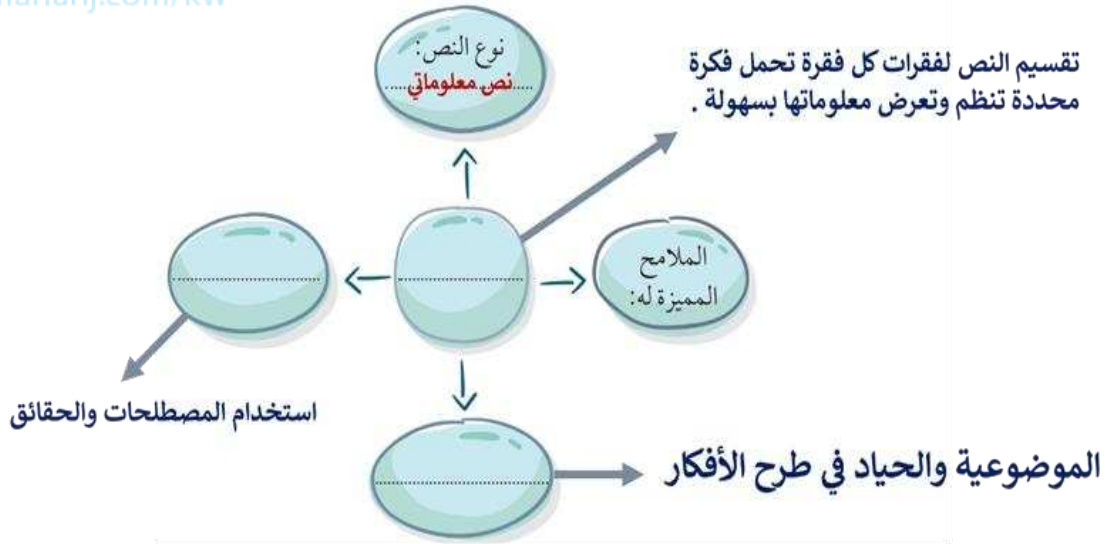 نوع النص:
نص معلوماتي
تقسيم النص لفقرات كل فقرة تحمل فكرة
محددة تنظم وتعرض معلوماتها بسهولة .
الملامح
المميزة له:
استخدام المصطلحات والحقائق
الموضوعية والحياد في طرح الأفكار